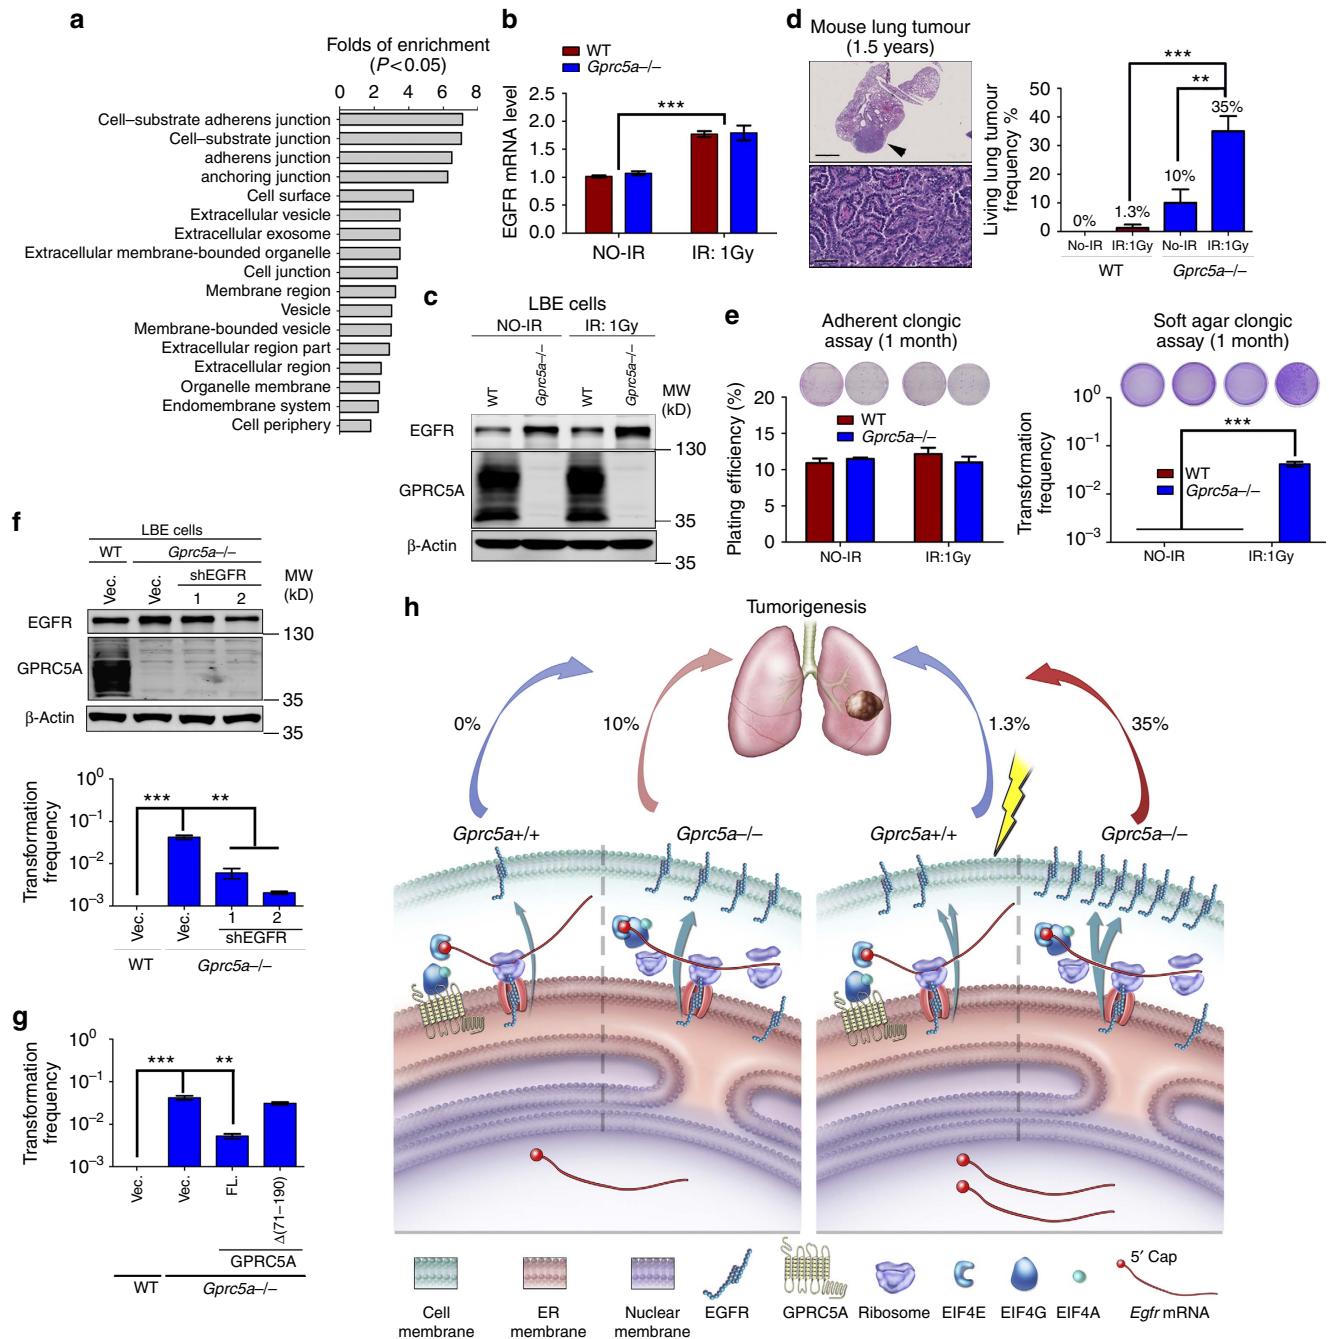 a
Folds of enrichment
(P<0.05)
0 2 4 6 8
Cell–substrate adherens junction
Cell–substrate junction
adherens junction
anchoring junction
Cell surface
Extracellular vesicle
Extracellular exosome
Extracellular membrane-bounded organelle
Cell junction
Membrane region
Vesicle
Membrane-bounded vesicle
Extracellular region part
Extracellular region
Organelle membrane
Endomembrane system
Cell periphery
b
WT
Gprc5a–/–
EGFR mRNA level
2.5
2.0
1.5
1.0
0.5
0.0
***
NO-IR
IR: 1Gy
c
LBE cells
NO-IR
IR: 1Gy
WT
Gprc5a–/–
WT
Gprc5a–/–
MW
(kD)
EGFR
130
GPRC5A
35
β-Actin
35
d
Mouse lung tumour
(1.5 years)
Living lung tumour
frequency %
50
40
30
20
10
0
***
**
0%
1.3%
10%
35%
No-IR
IR:1Gy
No-IR
IR:1Gy
WT
Gprc5a–/–
e
Adherent clongic
assay (1 month)
Plating efficiency (%)
20
15
10
5
0
WT
Gprc5a–/–
NO-IR
IR:1Gy
Soft agar clongic
assay (1 month)
Transformation
frequency
10⁰
10⁻¹
10⁻²
10⁻³
***
WT
Gprc5a–/–
NO-IR
IR:1Gy
f
LBE cells
WT
Gprc5a–/–
shEGFR
Vec.
Vec.
1
2
MW
(kD)
EGFR
130
GPRC5A
35
β-Actin
35
Transformation
frequency
10⁰
10⁻¹
10⁻²
10⁻³
***
**
Vec.
Vec.
1
2
shEGFR
WT
Gprc5a–/–
g
Transformation
frequency
10⁰
10⁻¹
10⁻²
10⁻³
***
**
Vec.
Vec.
FL.
Δ(71–190)
GPRC5A
WT
Gprc5a–/–
h
Tumorigenesis
0%
10%
1.3%
35%
Gprc5a+/+
Gprc5a–/–
Gprc5a+/+
Gprc5a–/–
Cell
membrane
ER
membrane
Nuclear
membrane
EGFR
GPRC5A
Ribosome
EIF4E
EIF4G
EIF4A
5′ Cap
Egfr mRNA